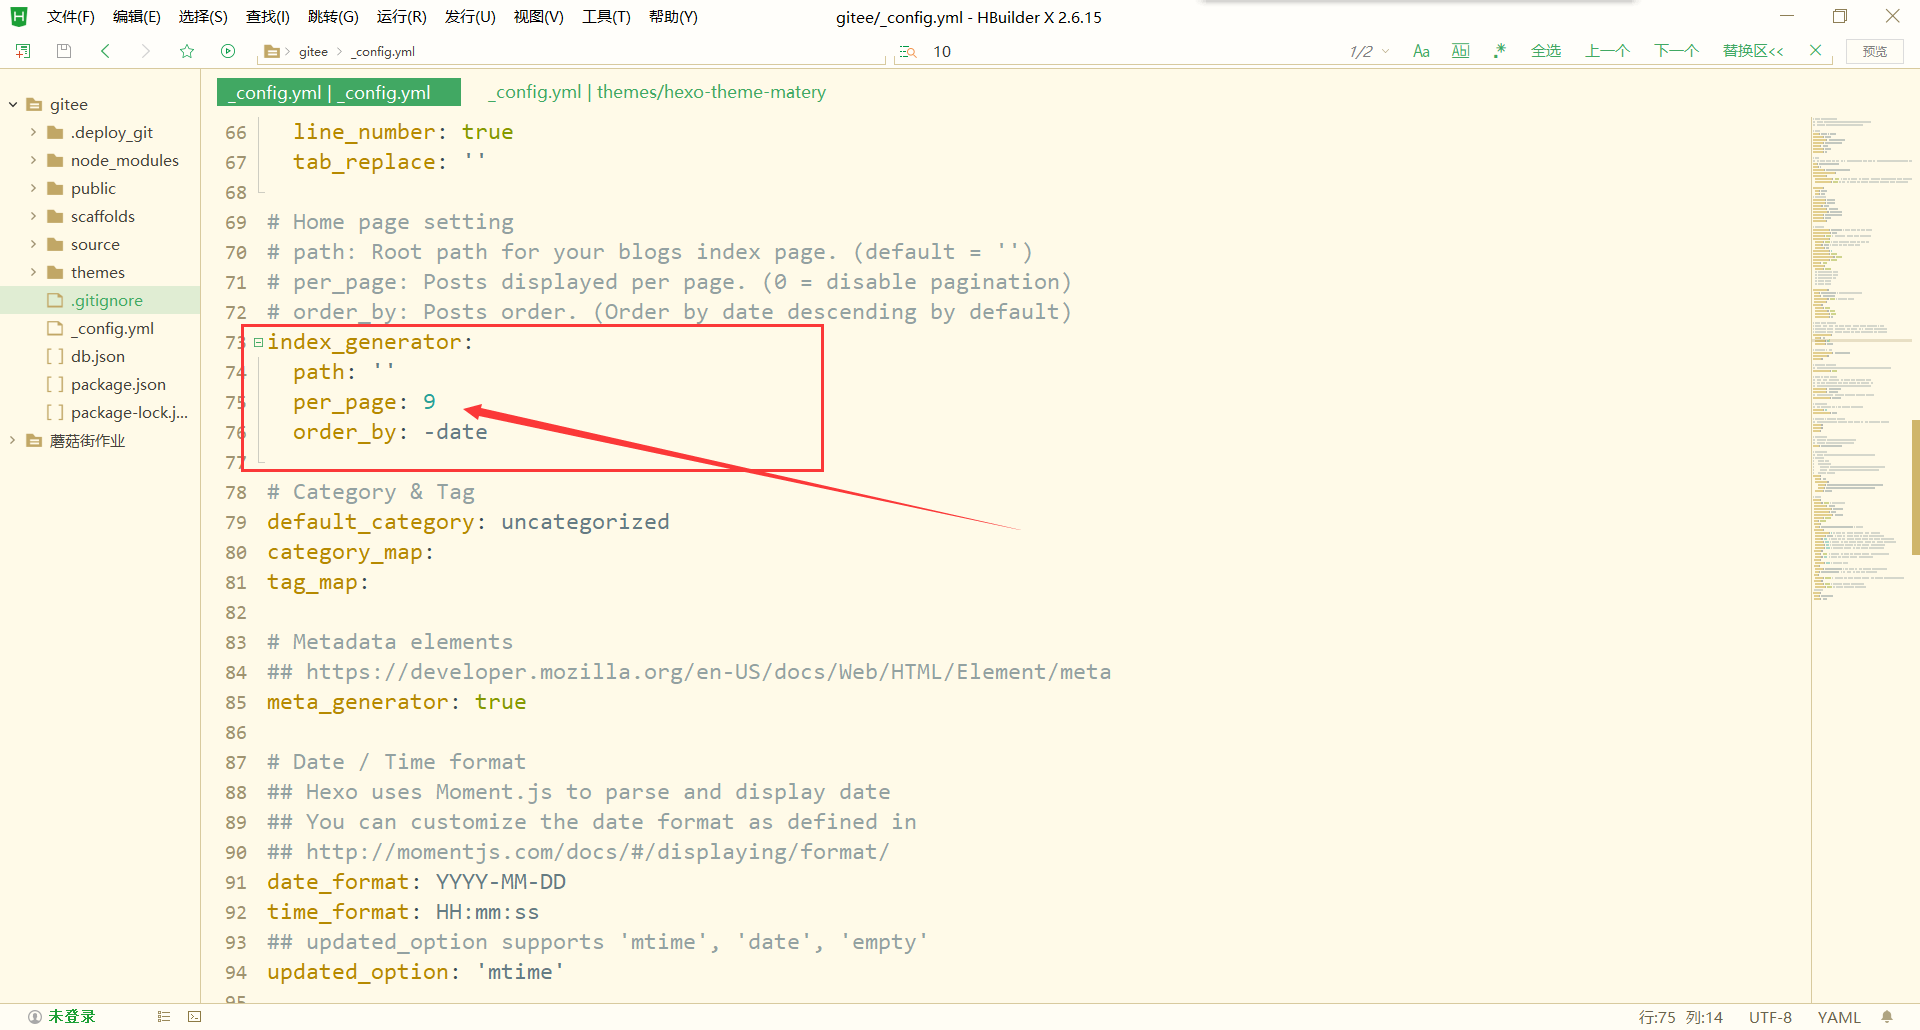 文件(F) 编辑(E) 选择(S) 查找(I) 跳转(G) 运行(R) 发行(U) 视图(V) 工具(T) 帮助(Y) gitee/_config.yml - HBuilder X 2.6.15
gitee _config.yml 10 1/2 Aa Ab| .* 全选 上一个 下一个 替换区<< 预览
_config.yml | _config.yml _config.yml | themes/hexo-theme-matery
gitee
.deploy_git
node_modules
public
scaffolds
source
themes
.gitignore
_config.yml
db.json
package.json
package-lock.j...
蘑菇街作业
66 line_number: true
67 tab_replace: ''
68
69 # Home page setting
70 # path: Root path for your blogs index page. (default = '')
71 # per_page: Posts displayed per page. (0 = disable pagination)
72 # order_by: Posts order. (Order by date descending by default)
73 index_generator:
74 path: ''
75 per_page: 9
76 order_by: -date
77
78 # Category & Tag
79 default_category: uncategorized
80 category_map:
81 tag_map:
82
83 # Metadata elements
84 ## https://developer.mozilla.org/en-US/docs/Web/HTML/Element/meta
85 meta_generator: true
86
87 # Date / Time format
88 ## Hexo uses Moment.js to parse and display date
89 ## You can customize the date format as defined in
90 ## http://momentjs.com/docs/#/displaying/format/
91 date_format: YYYY-MM-DD
92 time_format: HH:mm:ss
93 ## updated_option supports 'mtime', 'date', 'empty'
94 updated_option: 'mtime'
95
未登录 行:75 列:14 UTF-8 YAML